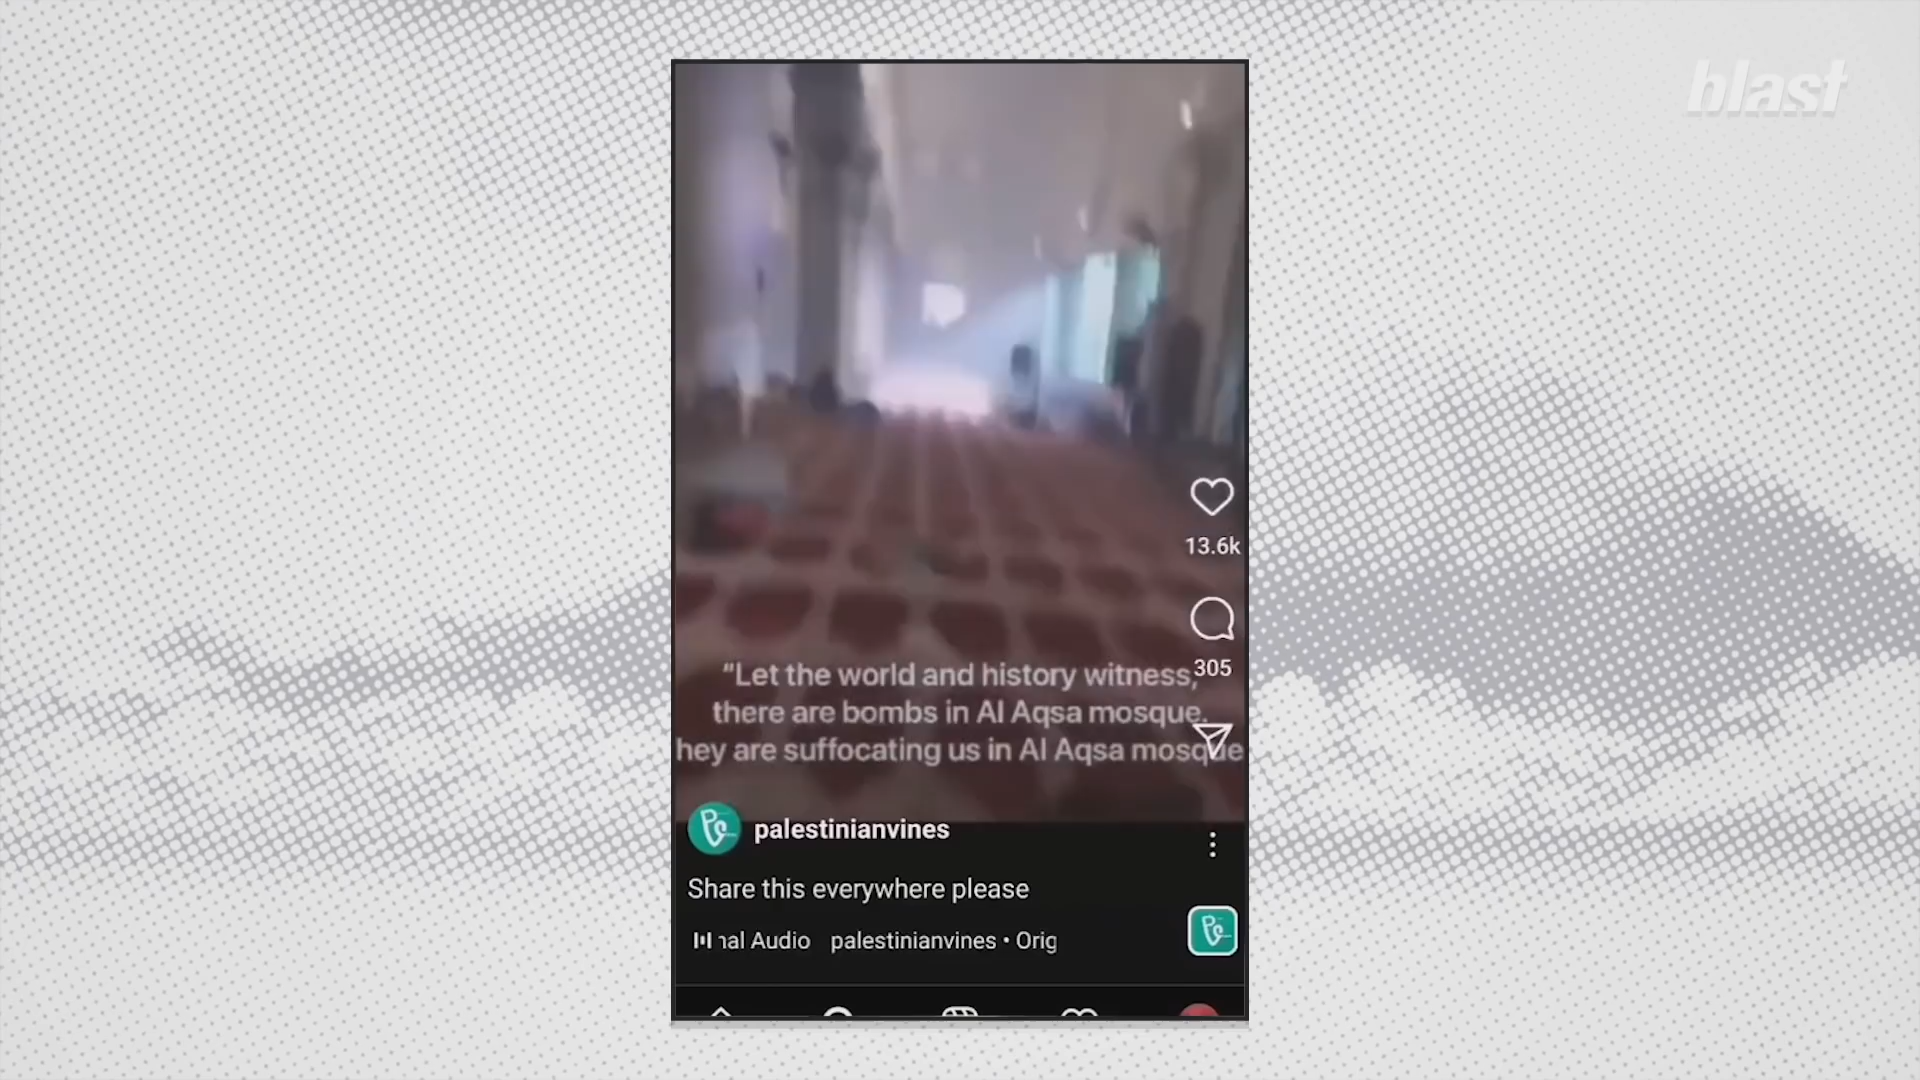 blast
13.6k
305
“Let the world and history witness,
there are bombs in Al Aqsa mosque.
hey are suffocating us in Al Aqsa mosque
palestinianvines
Share this everywhere please
nal Audio palestinianvines • Orig